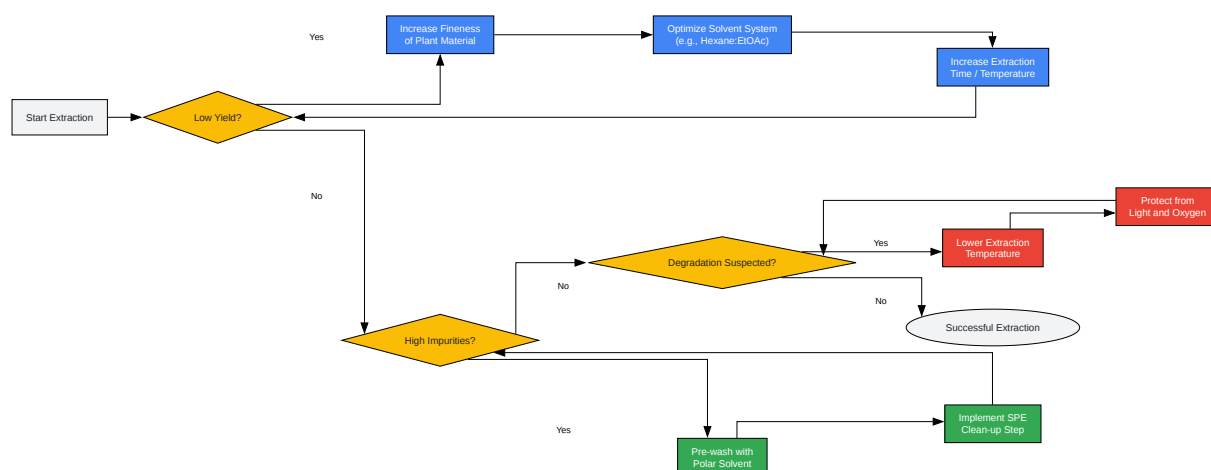 Increase Fineness
of Plant Material
Optimize Solvent System
(e.g., Hexane:EtOAc)
Yes
Increase Extraction
Time / Temperature
Start Extraction
Low Yield?
No
Protect from
Light and Oxygen
Yes
Lower Extraction
Temperature
Degradation Suspected?
No
No
Successful Extraction
High Impurities?
Implement SPE
Clean-up Step
Yes
Pre-wash with
Polar Solvent